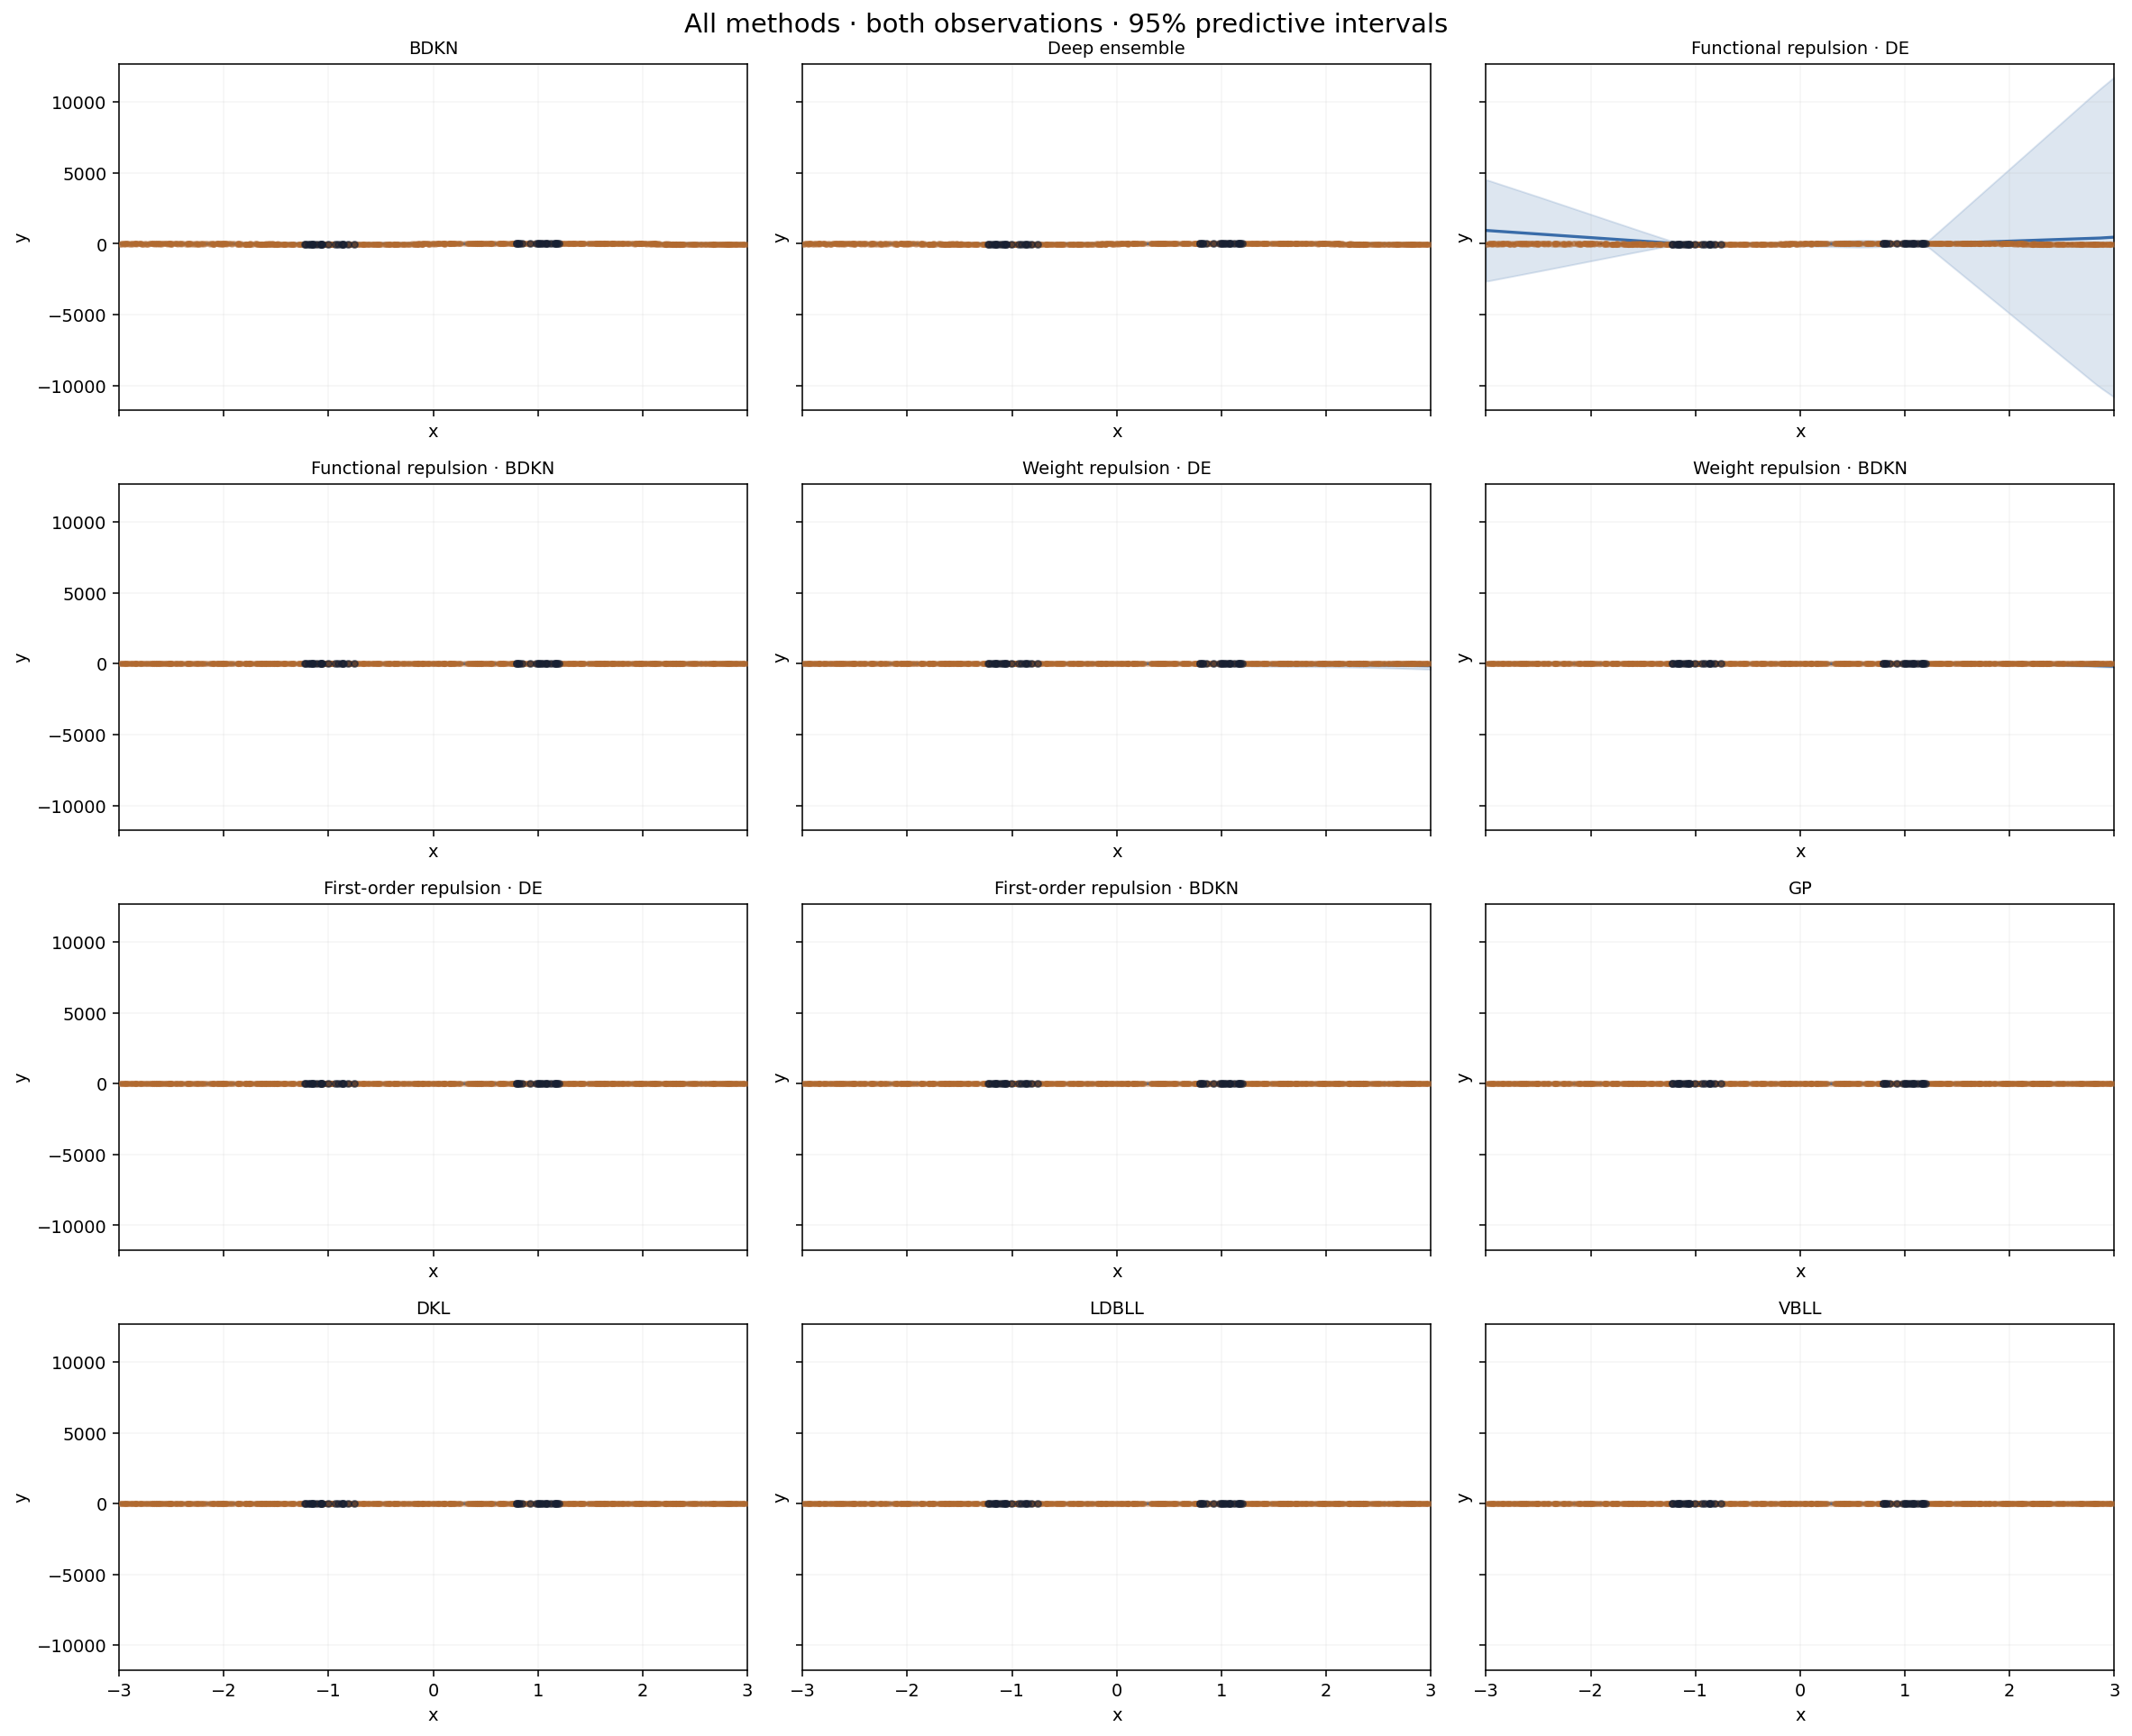 All methods · both observations · 95% predictive intervals
BDKN
Deep ensemble
Functional repulsion · DE
10000
5000
0
−5000
−10000
y
y
y
x
x
x
Functional repulsion · BDKN
Weight repulsion · DE
Weight repulsion · BDKN
10000
5000
0
−5000
−10000
y
y
y
x
x
x
First-order repulsion · DE
First-order repulsion · BDKN
GP
10000
5000
0
−5000
−10000
y
y
y
x
x
x
DKL
LDBLL
VBLL
10000
5000
0
−5000
−10000
y
y
y
−3 −2 −1 0 1 2 3
−3 −2 −1 0 1 2 3
−3 −2 −1 0 1 2 3
x
x
x